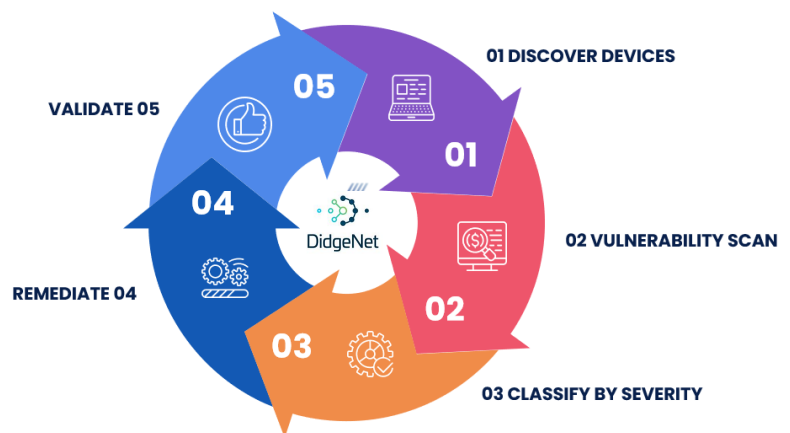 01 DISCOVER DEVICES
05
VALIDATE 05
01
04
DidgeNet
02 VULNERABILITY SCAN
REMEDIATE 04
02
03
03 CLASSIFY BY SEVERITY